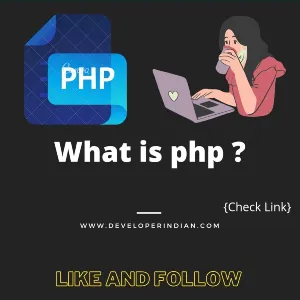 PHP
What is php ?
{Check Link}
WWW.DEVELOPERINDIAN.COM
LIKE AND FOLLOW